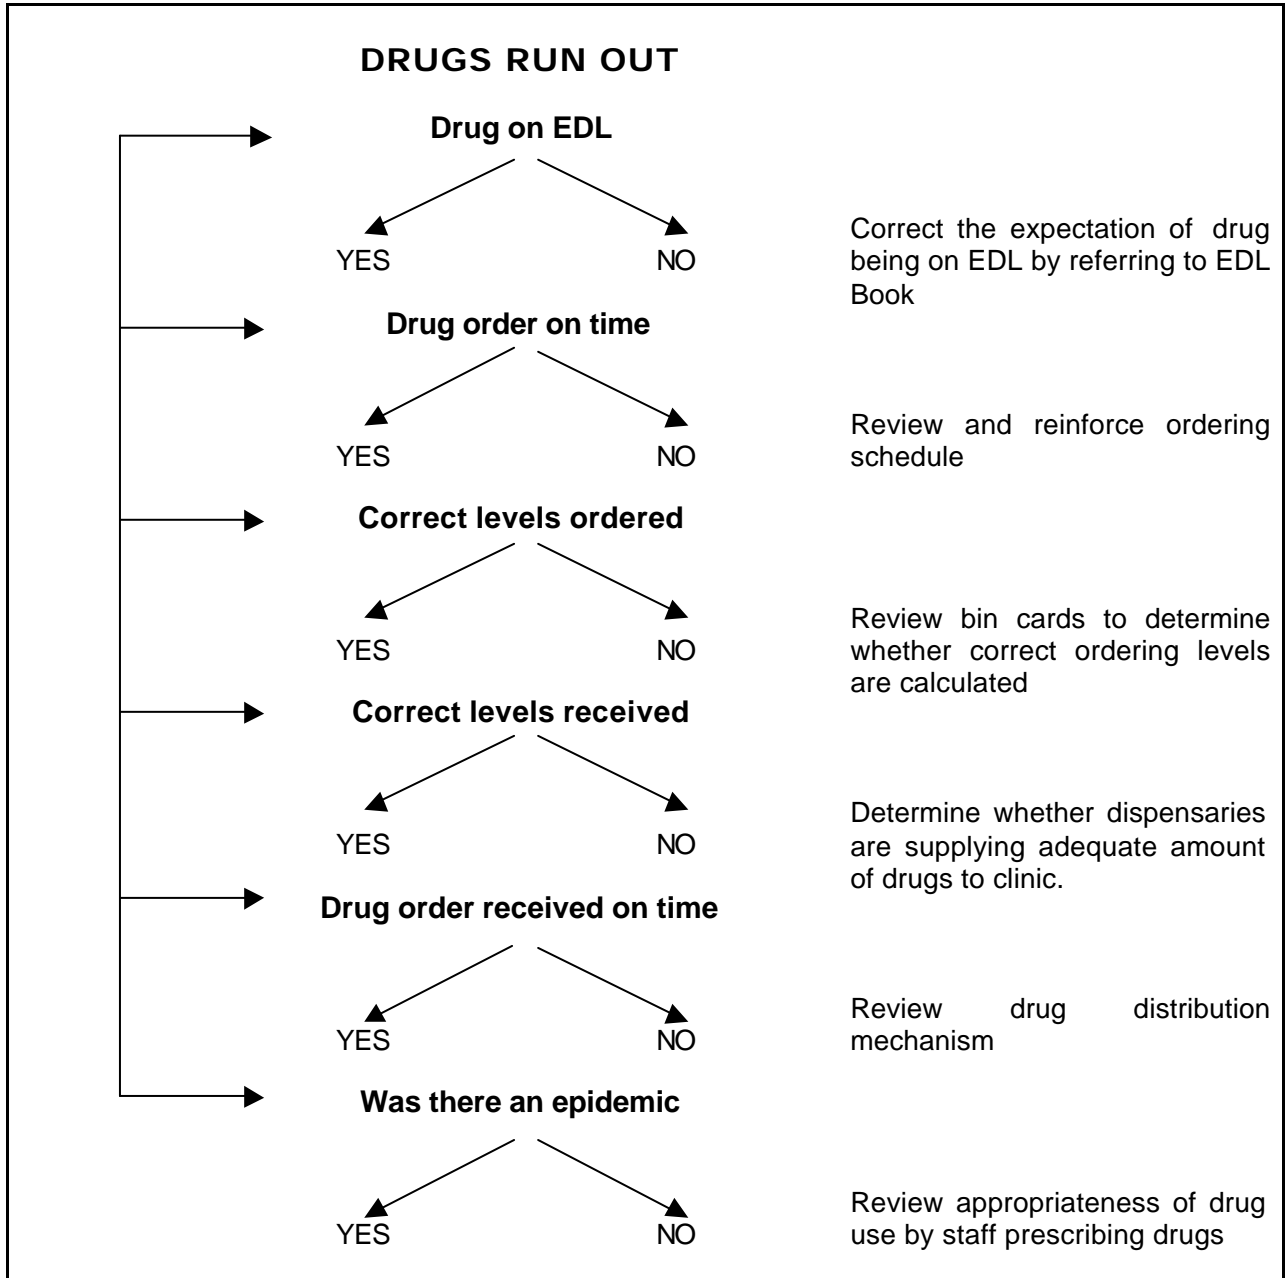 DRUGS RUN OUT
Drug on EDL
YES
NO
Correct the expectation of drug
being on EDL by referring to EDL
Book
Drug order on time
YES
NO
Review and reinforce ordering
schedule
Correct levels ordered
YES
NO
Review bin cards to determine
whether correct ordering levels
are calculated
Correct levels received
YES
NO
Determine whether dispensaries
are supplying adequate amount
of drugs to clinic.
Drug order received on time
YES
NO
Review drug distribution
mechanism
Was there an epidemic
YES
NO
Review appropriateness of drug
use by staff prescribing drugs